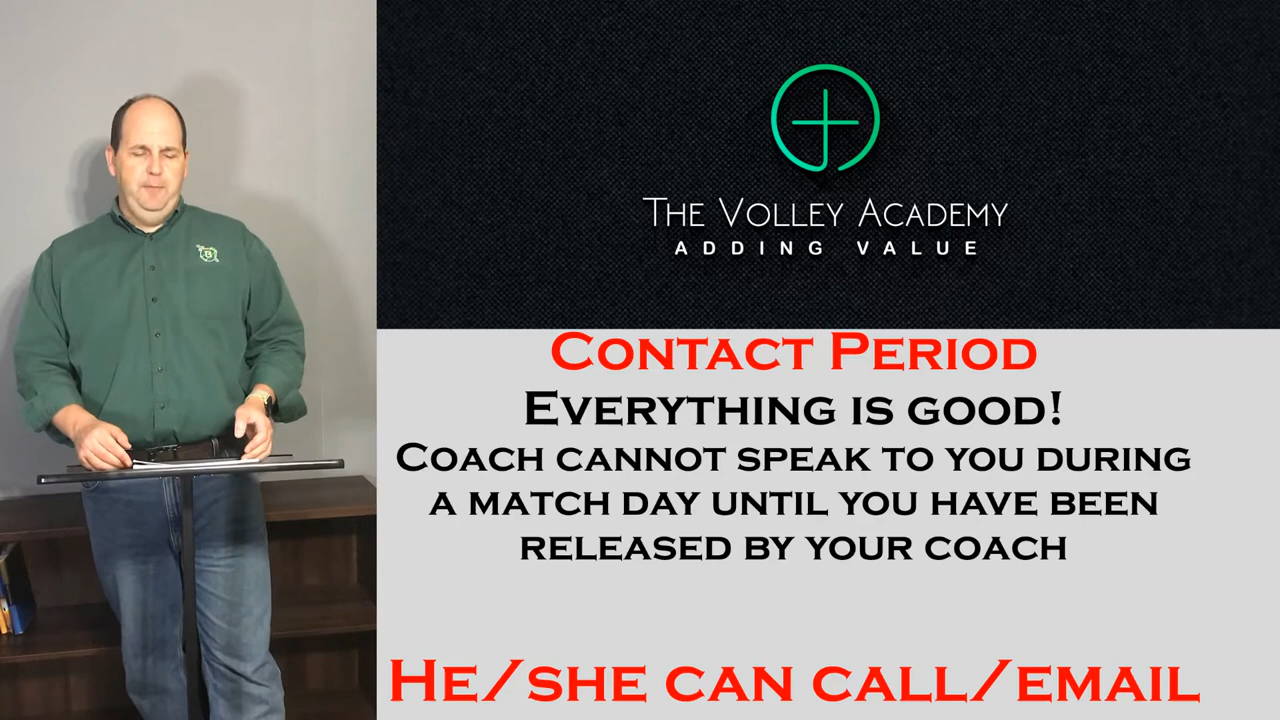 THE VOLLEY ACADEMY
ADDING VALUE
CONTACT PERIOD
EVERYTHING IS GOOD!
COACH CANNOT SPEAK TO YOU DURING
A MATCH DAY UNTIL YOU HAVE BEEN
RELEASED BY YOUR COACH
HE/SHE CAN CALL/EMAIL
B